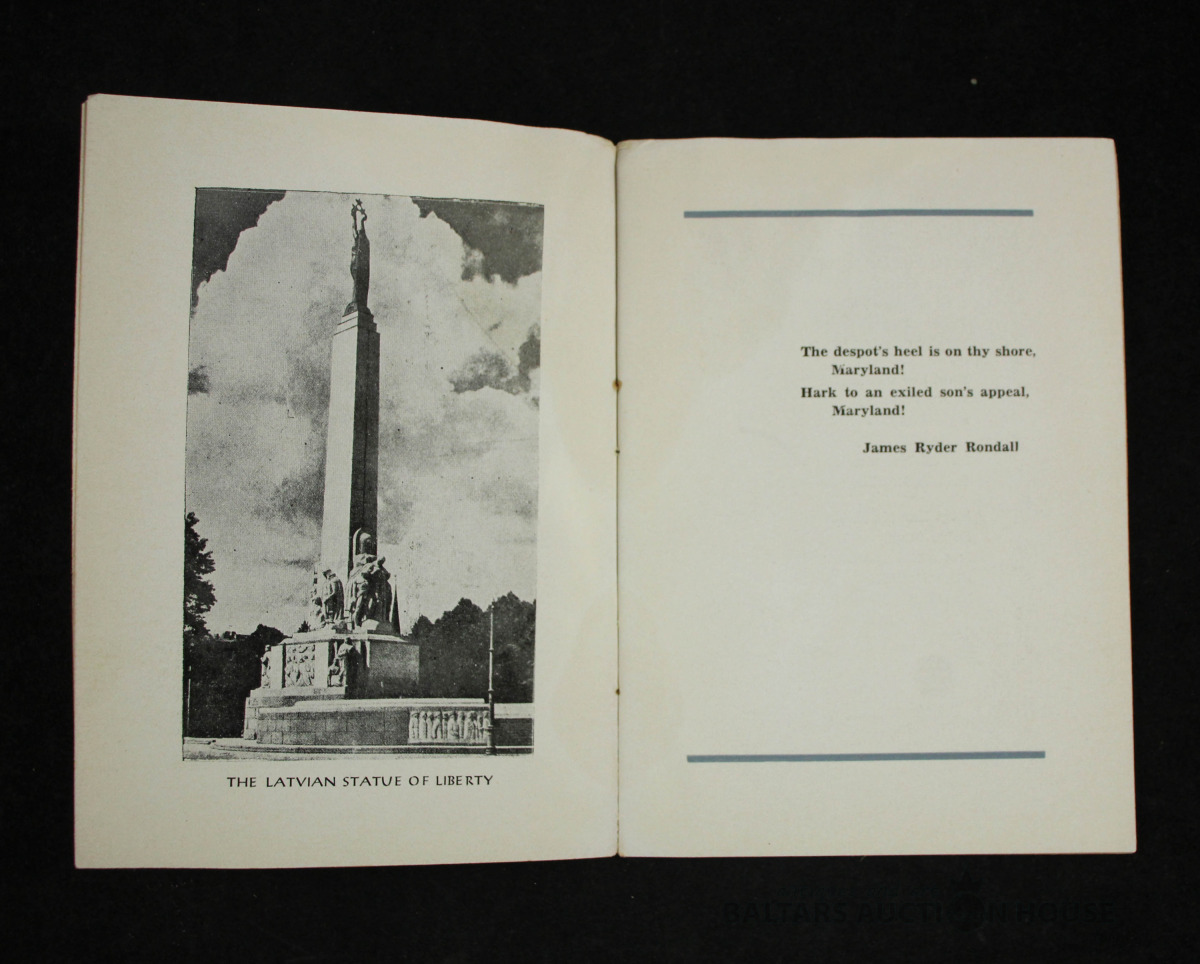 THE LATVIAN STATUE OF LIBERTY
The despot's heel is on thy shore,
Maryland!
Hark to an exiled son's appeal,
Maryland!
James Ryder Rondall
BALTARS AUCTION HOUSE